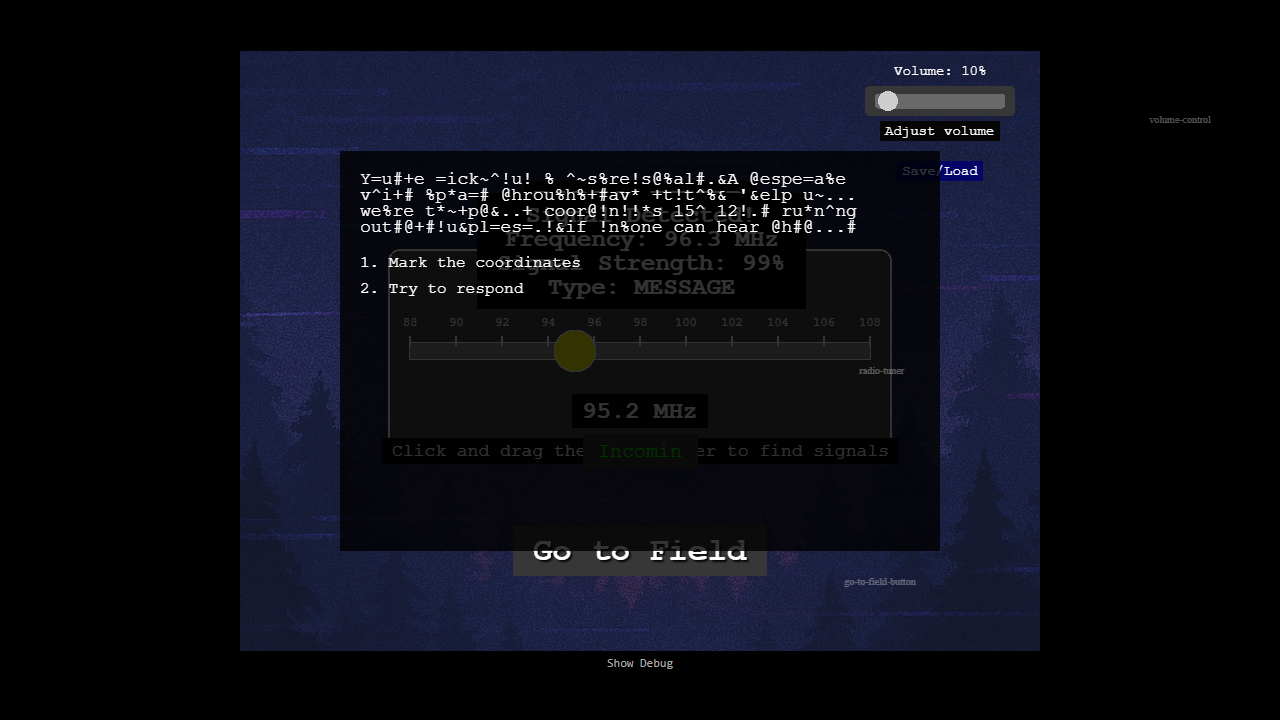 Volume: 10%
volume-control
Adjust volume
Save/Load
Y=u#+e =ick~^!u! % ^~s%re!s@%al#.&A @espe=a%e
v^i+# %p*a=# @hrou%h%+#av* +t!t^%& '&elp u~...
we%re t*~+p@&..+ coor@!n!!*s 15^ 12!.# ru*n^ng
out#@+#!u&pl=es=.!&if !n%one can hear @h#@...#
Signal Detected!
Frequency: 96.3 MHz
Signal Strength: 99%
Type: MESSAGE
1. Mark the coordinates
2. Try to respond
88 90 92 94 96 98 100 102 104 106 108
radio-tuner
95.2 MHz
Click and drag the er to find signals
Incomin
Go to Field
go-to-field-button
Show Debug